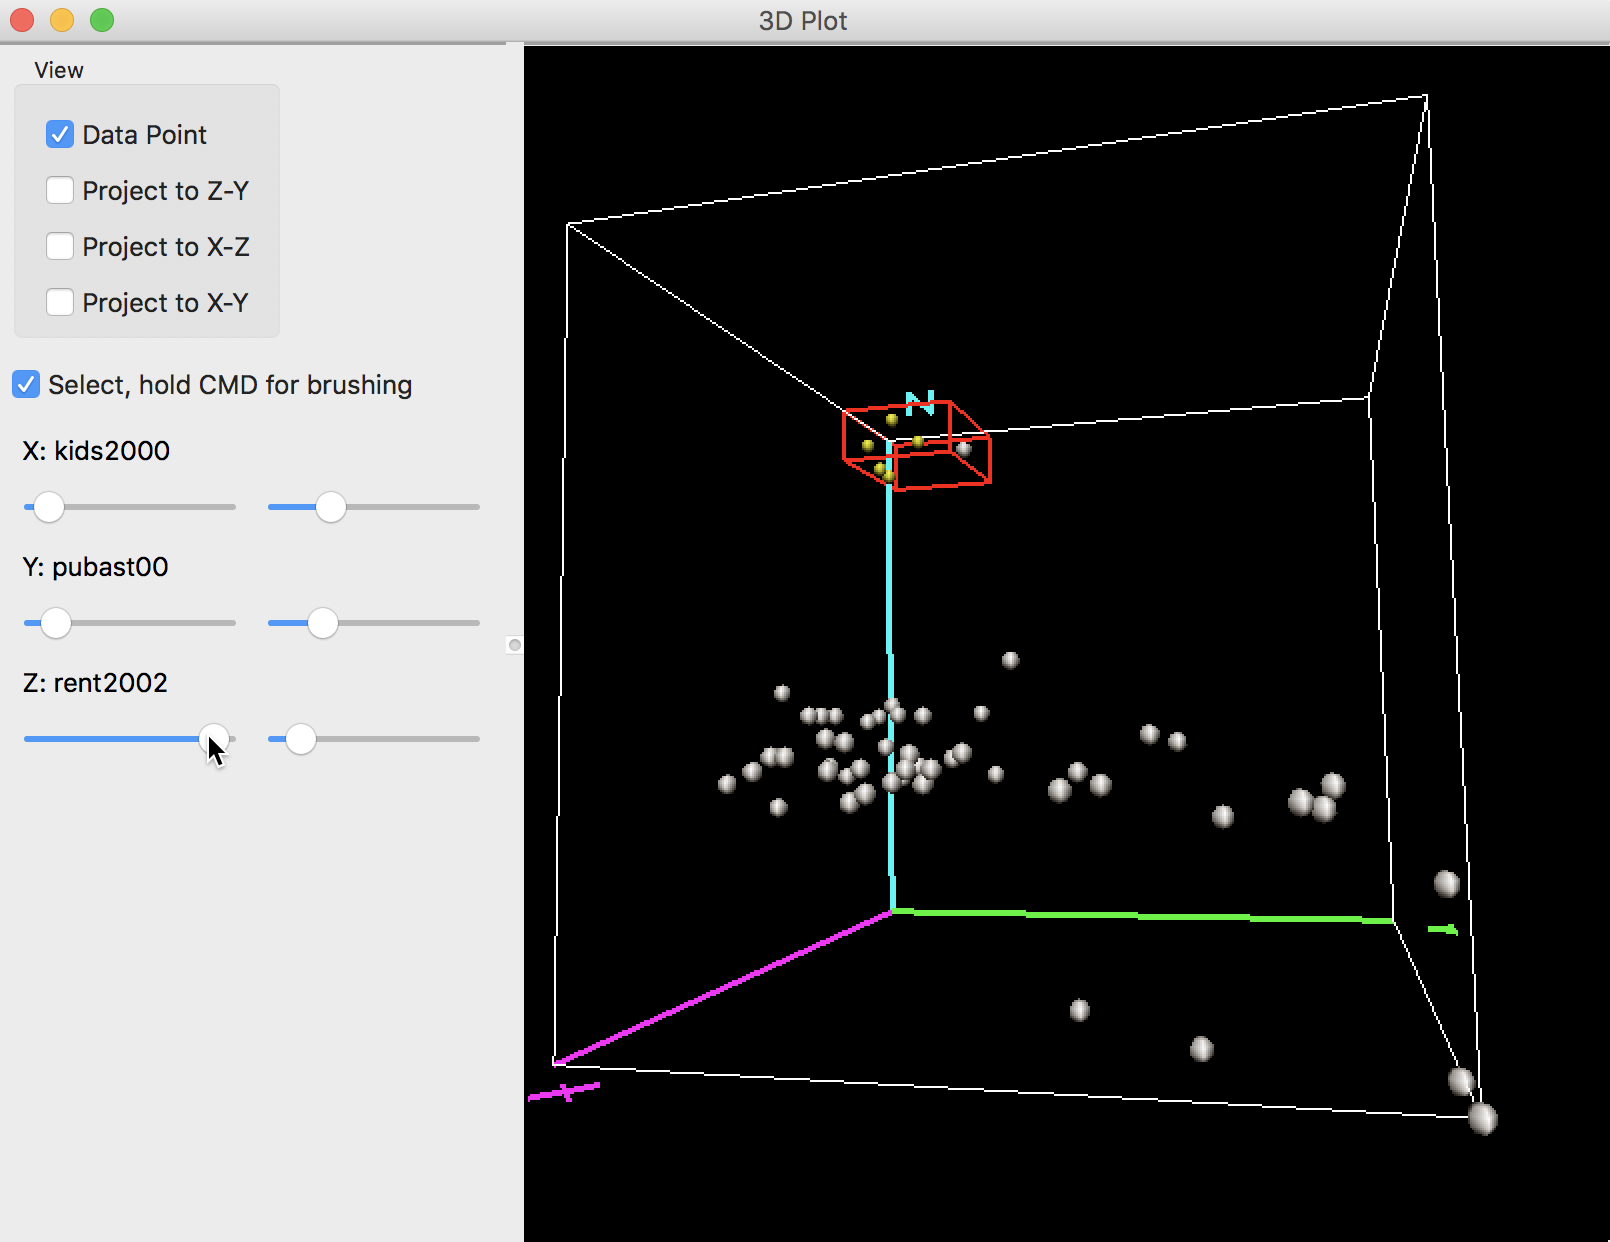 3D Plot
View
Data Point
Project to Z-Y
Project to X-Z
Project to X-Y
Select, hold CMD for brushing
X: kids2000
Y: pubast00
Z: rent2002